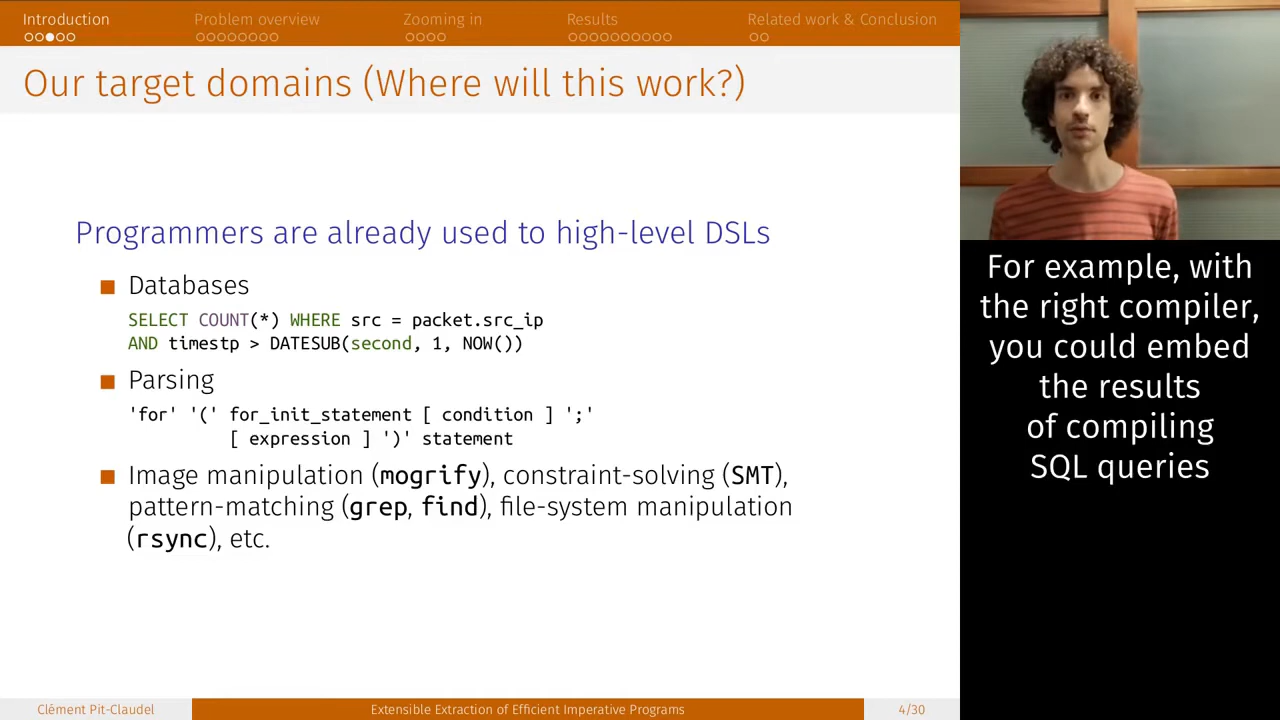 Introduction Problem overview Zooming in Results Related work & Conclusion
Our target domains (Where will this work?)
Programmers are already used to high-level DSLs
Databases
SELECT COUNT(*) WHERE src = packet.src_ip
AND timestp > DATESUB(second, 1, NOW())
Parsing
'for' '(' for_init_statement [ condition ] ';'
[ expression ] ')' statement
Image manipulation (mogrify), constraint-solving (SMT),
pattern-matching (grep, find), file-system manipulation
(rsync), etc.
For example, with
the right compiler,
you could embed
the results
of compiling
SQL queries
Clément Pit-Claudel Extensible Extraction of Efficient Imperative Programs 4/30